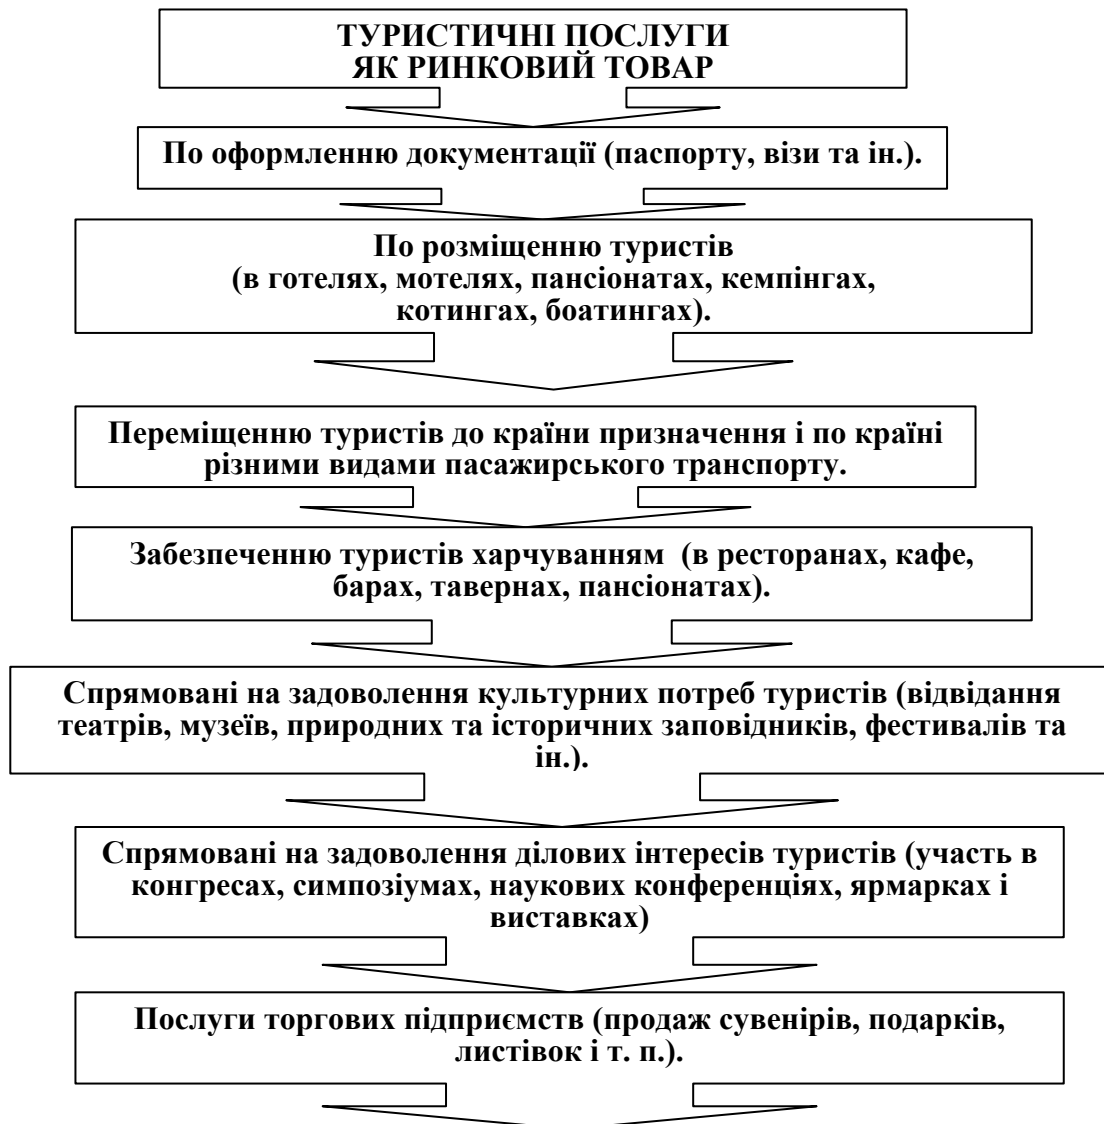 ТУРИСТИЧНІ ПОСЛУГИ
ЯК РИНКОВИЙ ТОВАР
По оформленню документації (паспорту, візи та ін.).
По розміщенню туристів
(в готелях, мотелях, пансіонатах, кемпінгах,
котингах, боатингах).
Переміщенню туристів до країни призначення і по країні
різними видами пасажирського транспорту.
Забезпеченню туристів харчуванням (в ресторанах, кафе,
барах, тавернах, пансіонатах).
Спрямовані на задоволення культурних потреб туристів (відвідання
театрів, музеїв, природних та історичних заповідників, фестивалів та
ін.).
Спрямовані на задоволення ділових інтересів туристів (участь в
конгресах, симпозіумах, наукових конференціях, ярмарках і
виставках)
Послуги торгових підприємств (продаж сувенірів, подарків,
листівок і т. п.).